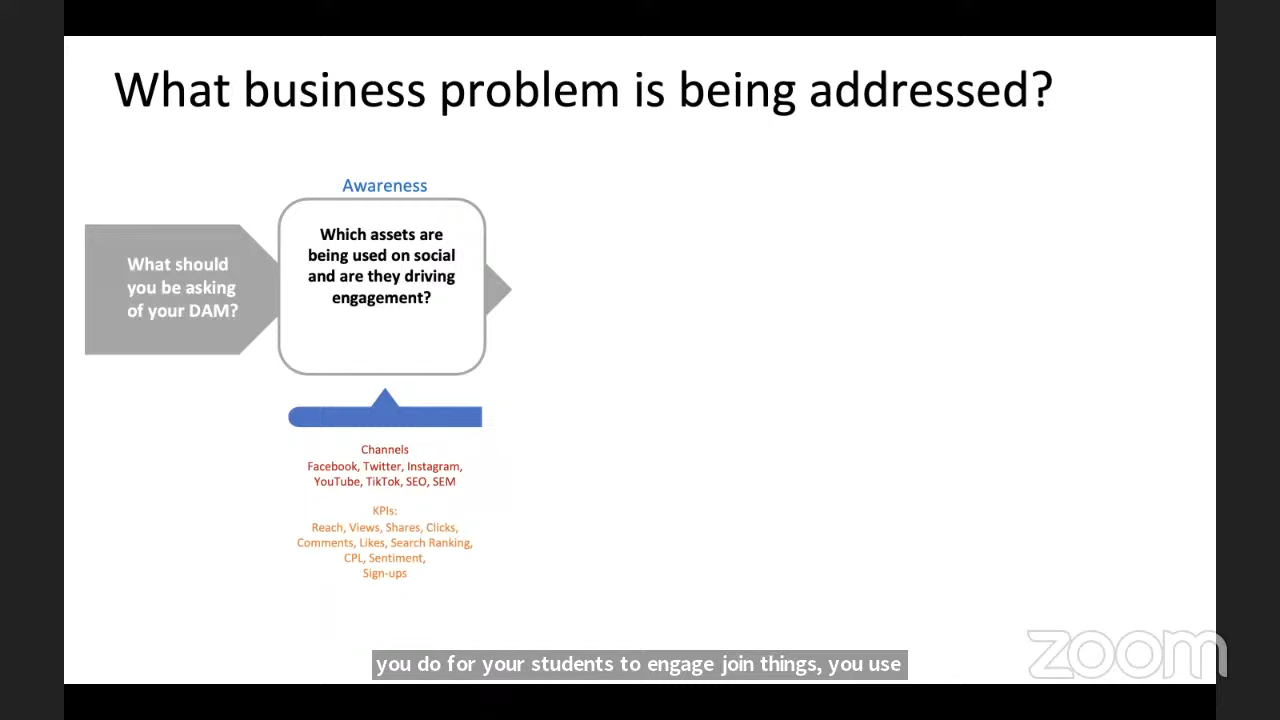 What business problem is being addressed?
Awareness
What should
you be asking
of your DAM?
Which assets are
being used on social
and are they driving
engagement?
Channels
Facebook, Twitter, Instagram,
YouTube, TikTok, SEO, SEM
KPIs:
Reach, Views, Shares, Clicks,
Comments, Likes, Search Ranking,
CPL, Sentiment,
Sign-ups
zoom
you do for your students to engage join things, you use